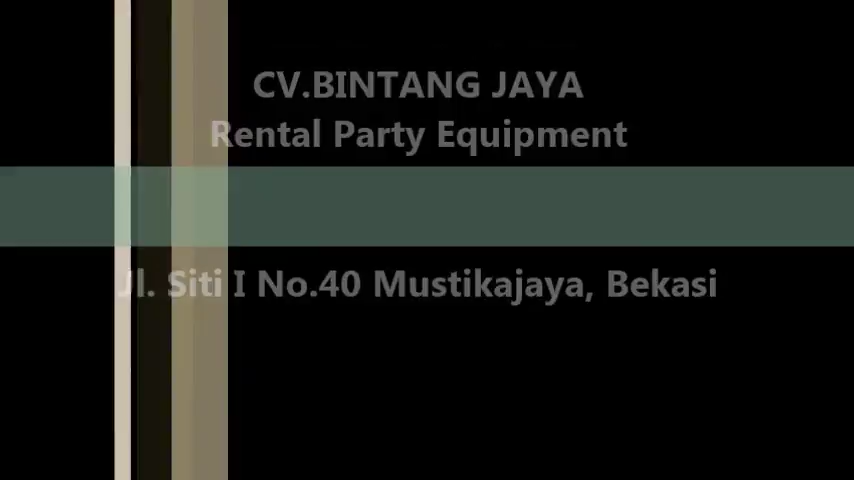 CV.BINTANG JAYA
Rental Party Equipment
Jl. Siti I No.40 Mustikajaya, Bekasi